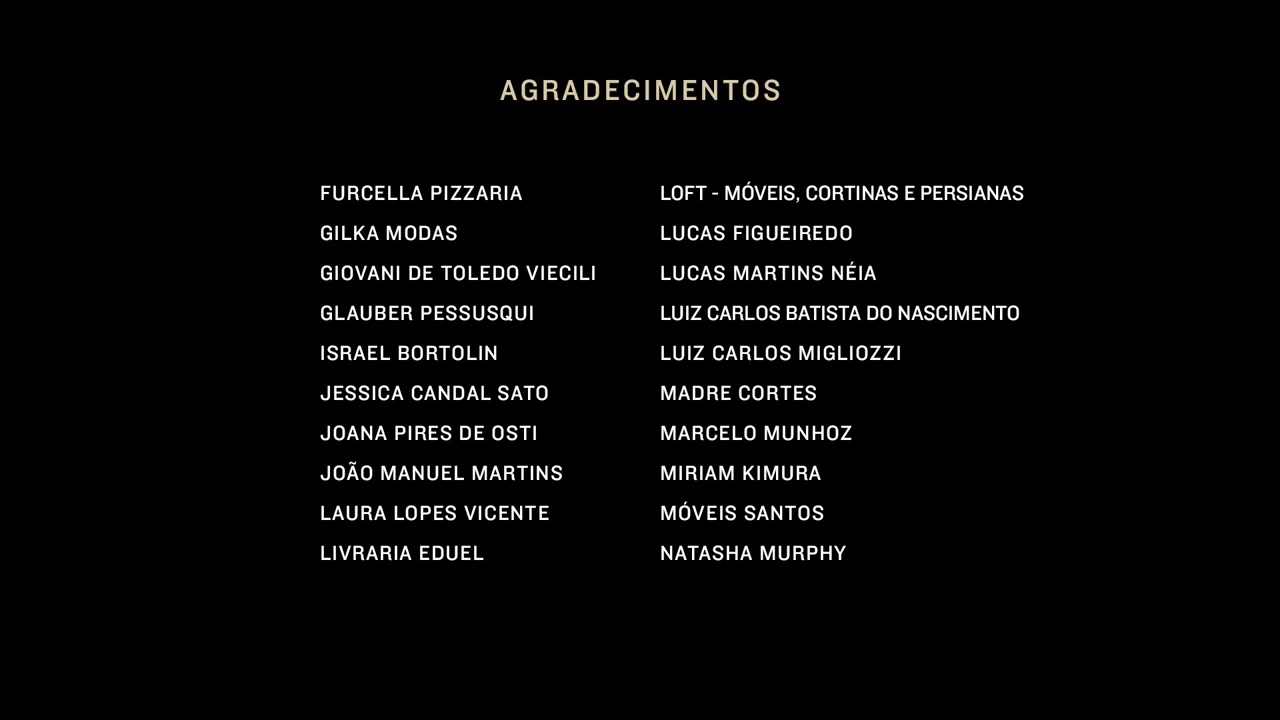 AGRADECIMENTOS
FURCELLA PIZZARIA
GILKA MODAS
GIOVANI DE TOLEDO VIECILI
GLAUBER PESSUSQUI
ISRAEL BORTOLIN
JESSICA CANDAL SATO
JOANA PIRES DE OSTI
JOÃO MANUEL MARTINS
LAURA LOPES VICENTE
LIVRARIA EDUEL
LOFT - MÓVEIS, CORTINAS E PERSIANAS
LUCAS FIGUEIREDO
LUCAS MARTINS NÉIA
LUIZ CARLOS BATISTA DO NASCIMENTO
LUIZ CARLOS MIGLIOZZI
MADRE CORTES
MARCELO MUNHOZ
MIRIAM KIMURA
MÓVEIS SANTOS
NATASHA MURPHY